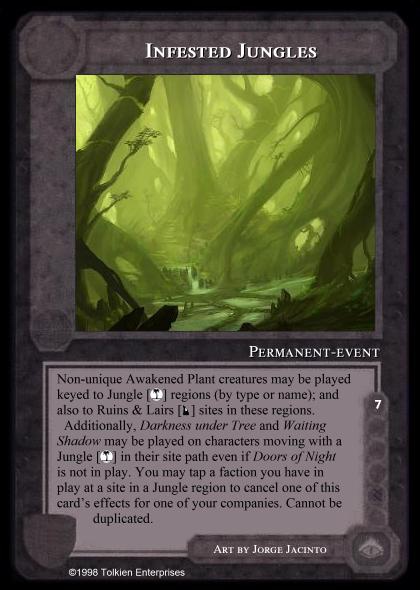 Infested Jungles
Permanent-event
Non-unique Awakened Plant creatures may be played
keyed to Jungle [ ] regions (by type or name); and
also to Ruins & Lairs [ ] sites in these regions.
Additionally, Darkness under Tree and Waiting
Shadow may be played on characters moving with a
Jungle [ ] in their site path even if Doors of Night
is not in play. You may tap a faction you have in
play at a site in a Jungle region to cancel one of this
card's effects for one of your companies. Cannot be
duplicated.
7
Art by Jorge Jacinto
©1998 Tolkien Enterprises